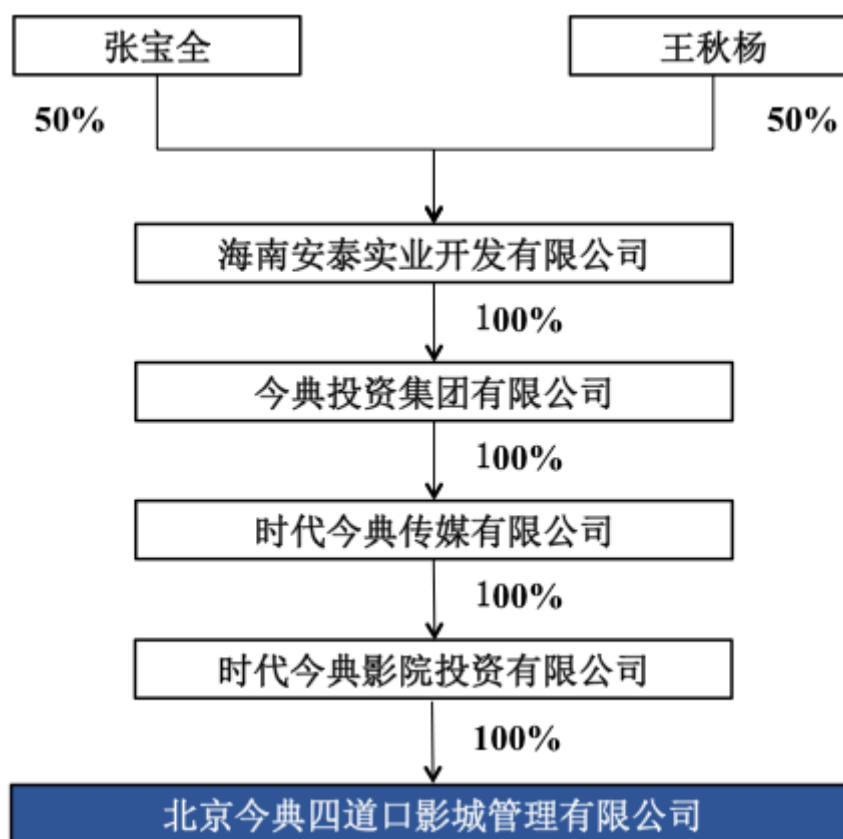 张宝全
王秋杨
50%
50%
海南安泰实业开发有限公司
100%
今典投资集团有限公司
100%
时代今典传媒有限公司
100%
时代今典影院投资有限公司
100%
北京今典四道口影城管理有限公司